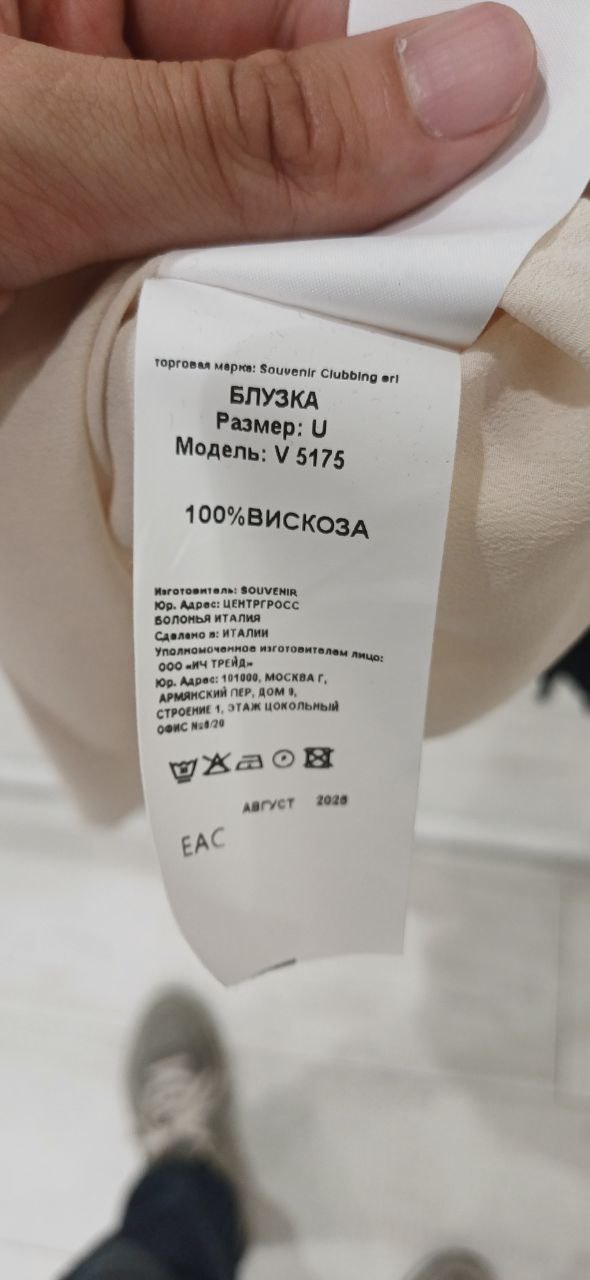 торговая марка: Souvenir Clubbing srl
БЛУЗКА
Размер: U
Модель: V 5175
100%ВИСКОЗА
Изготовитель: SOUVENIR
Юр. Адрес: ЦЕНТРГРОСС
БОЛОНЬЯ ИТАЛИЯ
Сделано в: ИТАЛИИ
Уполномоченное изготовителем лицо:
ООО «ИЧ ТРЕЙД»
Юр. Адрес: 101000, МОСКВА Г,
АРМЯНСКИЙ ПЕР, ДОМ 9,
СТРОЕНИЕ 1, ЭТАЖ ЦОКОЛЬНЫЙ
ОФИС №8/20
АВГУСТ
EAC